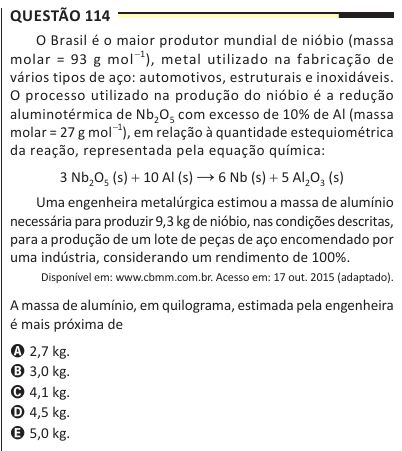 QUESTÃO 114
O Brasil é o maior produtor mundial de nióbio (massa
molar = 93 g mol⁻¹), metal utilizado na fabricação de
vários tipos de aço: automotivos, estruturais e inoxidáveis.
O processo utilizado na produção do nióbio é a redução
aluminotérmica de Nb₂O₅ com excesso de 10% de Al (massa
molar = 27 g mol⁻¹), em relação à quantidade estequiométrica
da reação, representada pela equação química:
3 Nb₂O₅ (s) + 10 Al (s) ⟶ 6 Nb (s) + 5 Al₂O₃ (s)
Uma engenheira metalúrgica estimou a massa de alumínio
necessária para produzir 9,3 kg de nióbio, nas condições descritas,
para a produção de um lote de peças de aço encomendado por
uma indústria, considerando um rendimento de 100%.
Disponível em: www.cbmm.com.br. Acesso em: 17 out. 2015 (adaptado).
A massa de alumínio, em quilograma, estimada pela engenheira
é mais próxima de
A 2,7 kg.
B 3,0 kg.
C 4,1 kg.
D 4,5 kg.
E 5,0 kg.